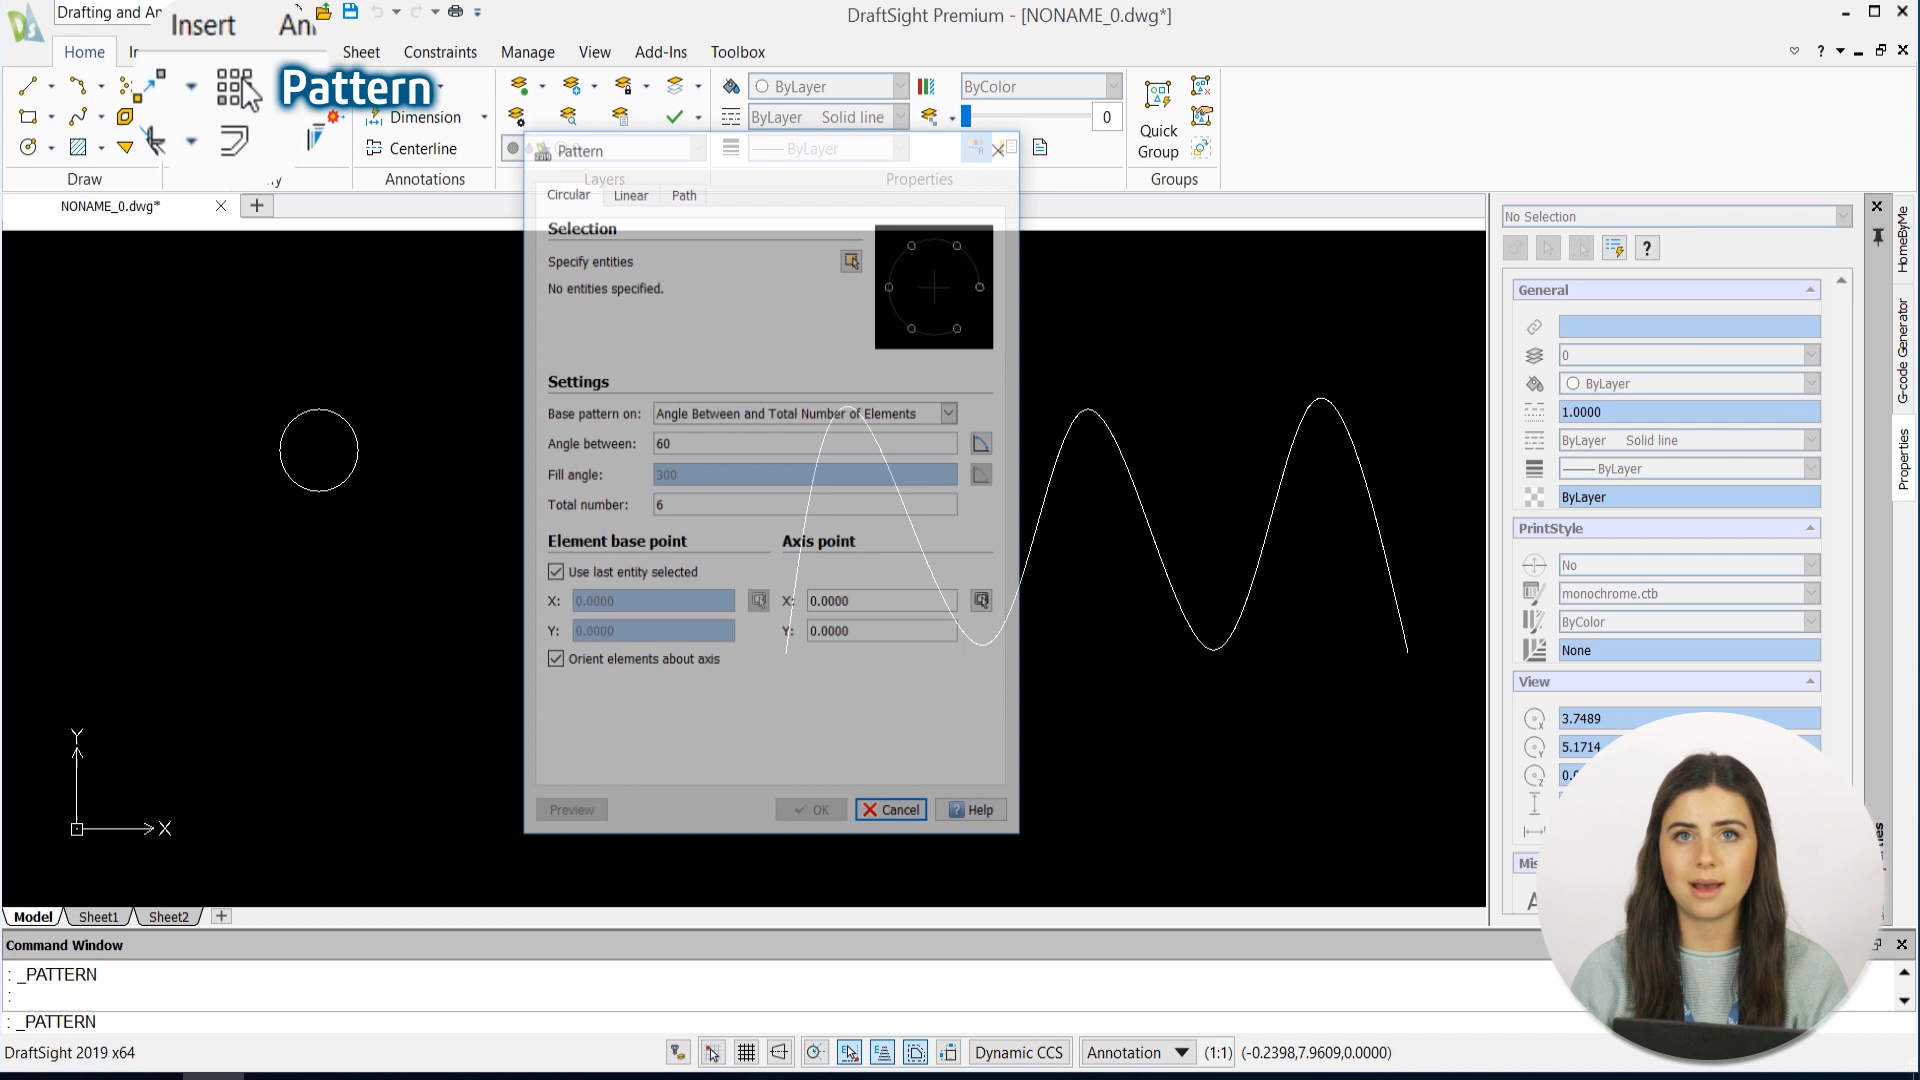 Drafting and An
Insert An
DraftSight Premium - [NONAME_0.dwg*]
Home
Sheet
Constraints
Manage
View
Add-Ins
Toolbox
Pattern
Dimension
Centerline
ByLayer
ByLayer Solid line
ByLayer
ByColor
0
Quick
Group
Draw
Annotations
Layers
Properties
Groups
NONAME_0.dwg*
Pattern
Circular
Linear
Path
Selection
Specify entities
No entities specified.
Settings
Base pattern on: Angle Between and Total Number of Elements
Angle between: 60
Fill angle: 300
Total number: 6
Element base point
Axis point
Use last entity selected
X: 0.0000
X: 0.0000
Y: 0.0000
Y: 0.0000
Orient elements about axis
Preview
OK
Cancel
Help
Y
X
No Selection
General
0
ByLayer
1.0000
ByLayer Solid line
ByLayer
ByLayer
PrintStyle
No
monochrome.ctb
ByColor
None
View
3.7489
5.1714
0.0
Mis
HomeByMe
G-code Generator
Properties
Model
Sheet1
Sheet2
Command Window
: _PATTERN
:
: _PATTERN
DraftSight 2019 x64
Dynamic CCS
Annotation
(1:1)
(-0.2398,7.9609,0.0000)